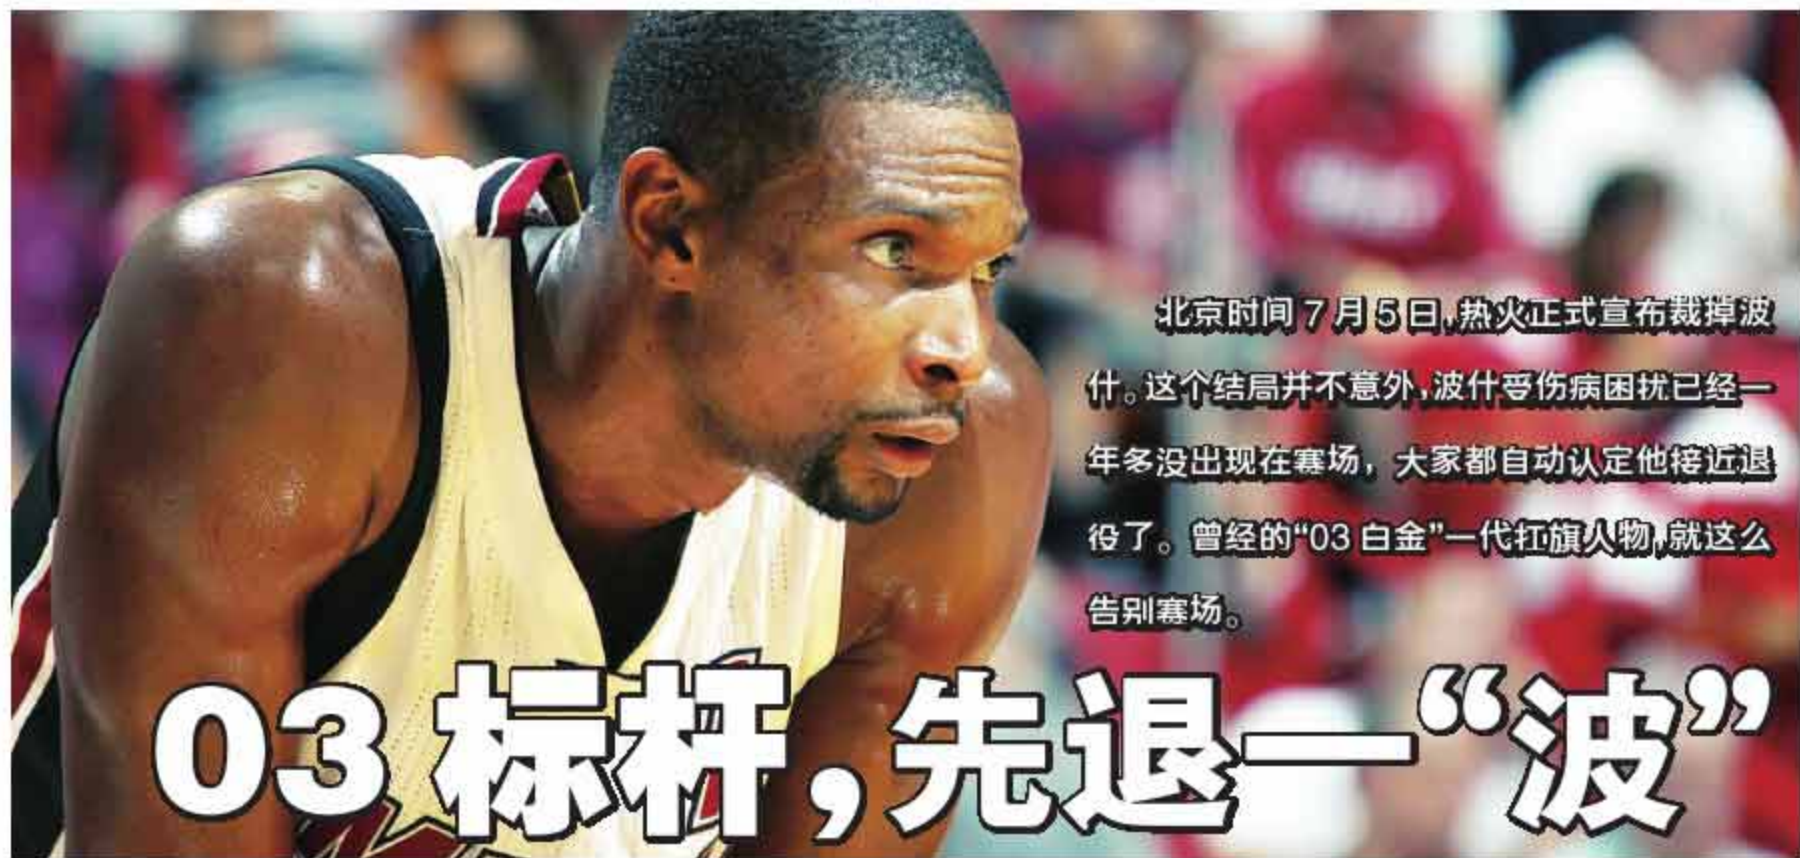 北京时间7月5日,热火正式宣布裁掉波
什。这个结局并不意外,波什受伤病困扰已经一
年多没出现在赛场，大家都自动认定他接近退
役了。曾经的“03白金”一代扛旗人物,就这么
告别赛场。
03标杆,先退一“波”